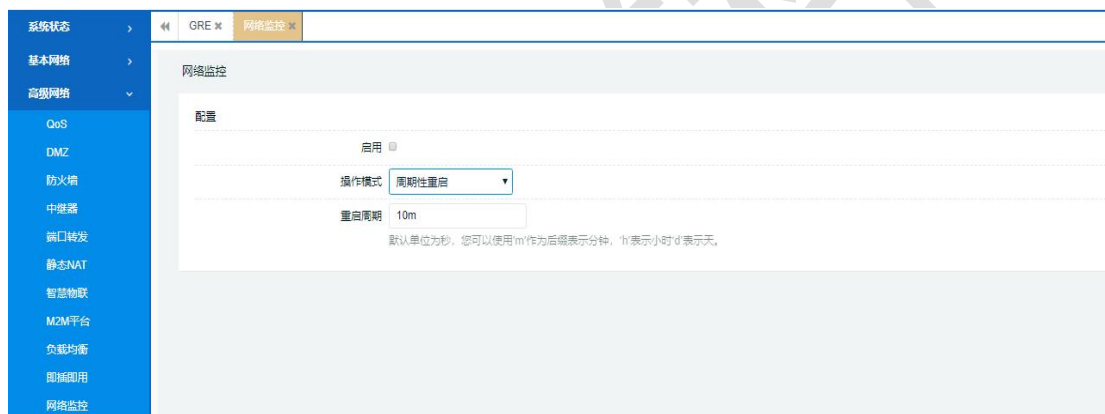 系统状态
基本网络
高级网络
QoS
DMZ
防火墙
中继器
端口转发
静态NAT
智慧物联
M2M平台
负载均衡
即插即用
网络监控
GRE
网络监控
网络监控
配置
启用
操作模式 周期性重启
重启周期 10m
默认单位为秒，您可以使用'm'作为后缀表示分钟，'h'表示小时'd'表示天。